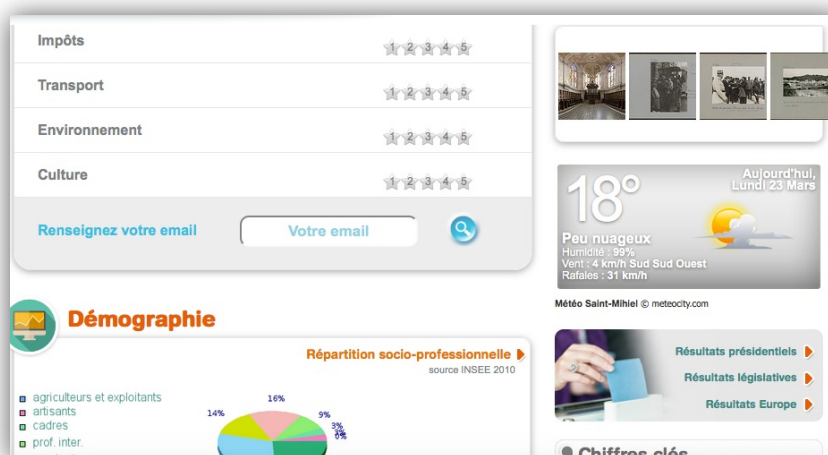 Impôts
1 2 3 4 5
Transport
1 2 3 4 5
Environnement
1 2 3 4 5
Culture
1 2 3 4 5
Renseignez votre email
Votre email
Démographie
Répartition socio-professionnelle
source INSEE 2010
agriculteurs et exploitants
artisants
cadres
prof. inter.
16%
14%
9%
3%
0%
Aujourd'hui,
Lundi 23 Mars
18°
Peu nuageux
Humidité : 99%
Vent : 4 km/h Sud Sud Ouest
Rafales : 31 km/h
Météo Saint-Mihiel © meteocity.com
Résultats présidentiels
Résultats législatives
Résultats Europe
Chiffres clés